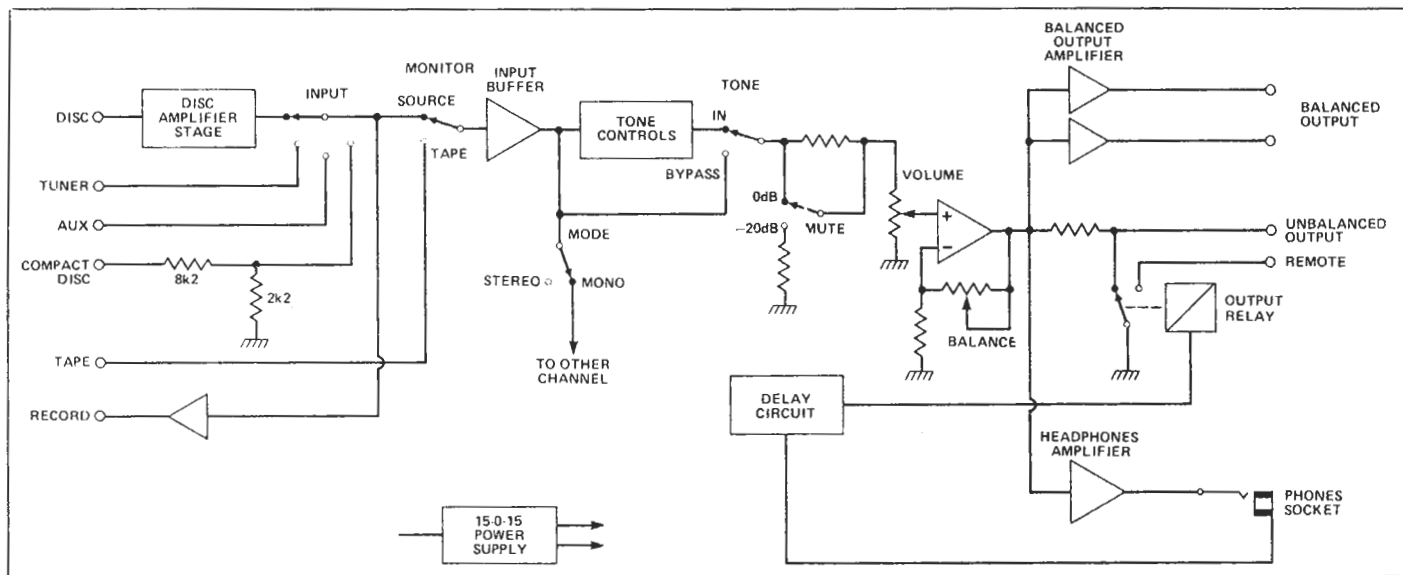 BALANCED
OUTPUT
AMPLIFIER
MONITOR
INPUT
BUFFER
TONE
INPUT
SOURCE
DISC
DISC
AMPLIFIER
STAGE
TONE
CONTROLS
IN
BALANCED
OUTPUT
TAPE
BYPASS
TUNER
VOLUME
0dB
+
AUX
MODE
-20dB
MUTE
UNBALANCED
OUTPUT
−
COMPACT
DISC
8k2
STEREO
MONO
REMOTE
2k2
OUTPUT
RELAY
BALANCE
TAPE
TO OTHER
CHANNEL
DELAY
CIRCUIT
RECORD
HEADPHONES
AMPLIFIER
PHONES
SOCKET
15-0-15
POWER
SUPPLY